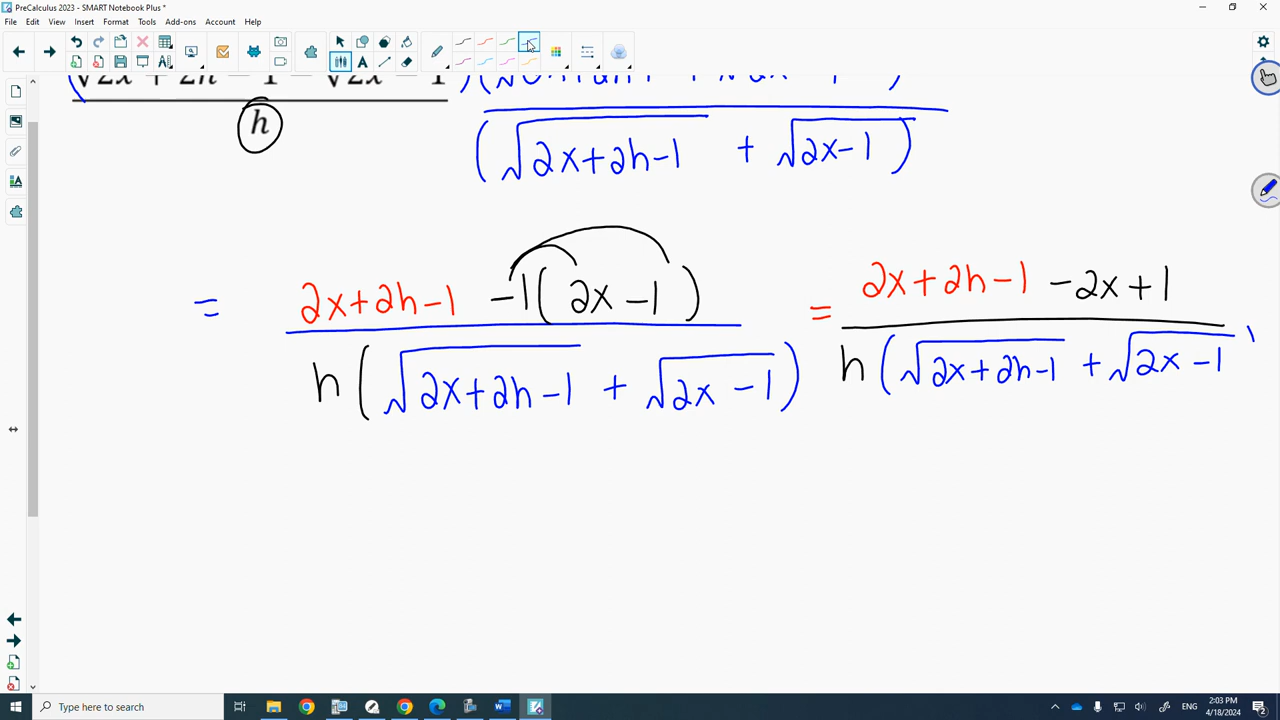 PreCalculus 2023 - SMART Notebook Plus *
File Edit View Insert Format Tools Add-ons Account Help
h
(√2x+2h-1 + √2x-1)
= 2x+2h-1 -1(2x-1)
h(√2x+2h-1 + √2x-1)
= 2x+2h-1 -2x+1
h(√2x+2h-1 + √2x-1)
Type here to search
ENG
2:03 PM
4/18/2024
2